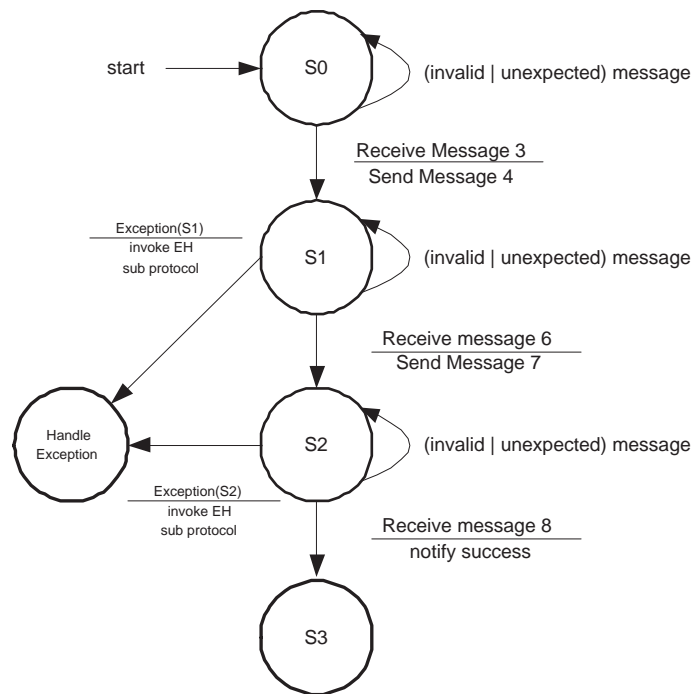 start
S0
(invalid | unexpected) message
Receive Message 3
Send Message 4
Exception(S1)
invoke EH
sub protocol
S1
(invalid | unexpected) message
Receive message 6
Send Message 7
Handle
Exception
S2
(invalid | unexpected) message
Exception(S2)
invoke EH
sub protocol
Receive message 8
notify success
S3